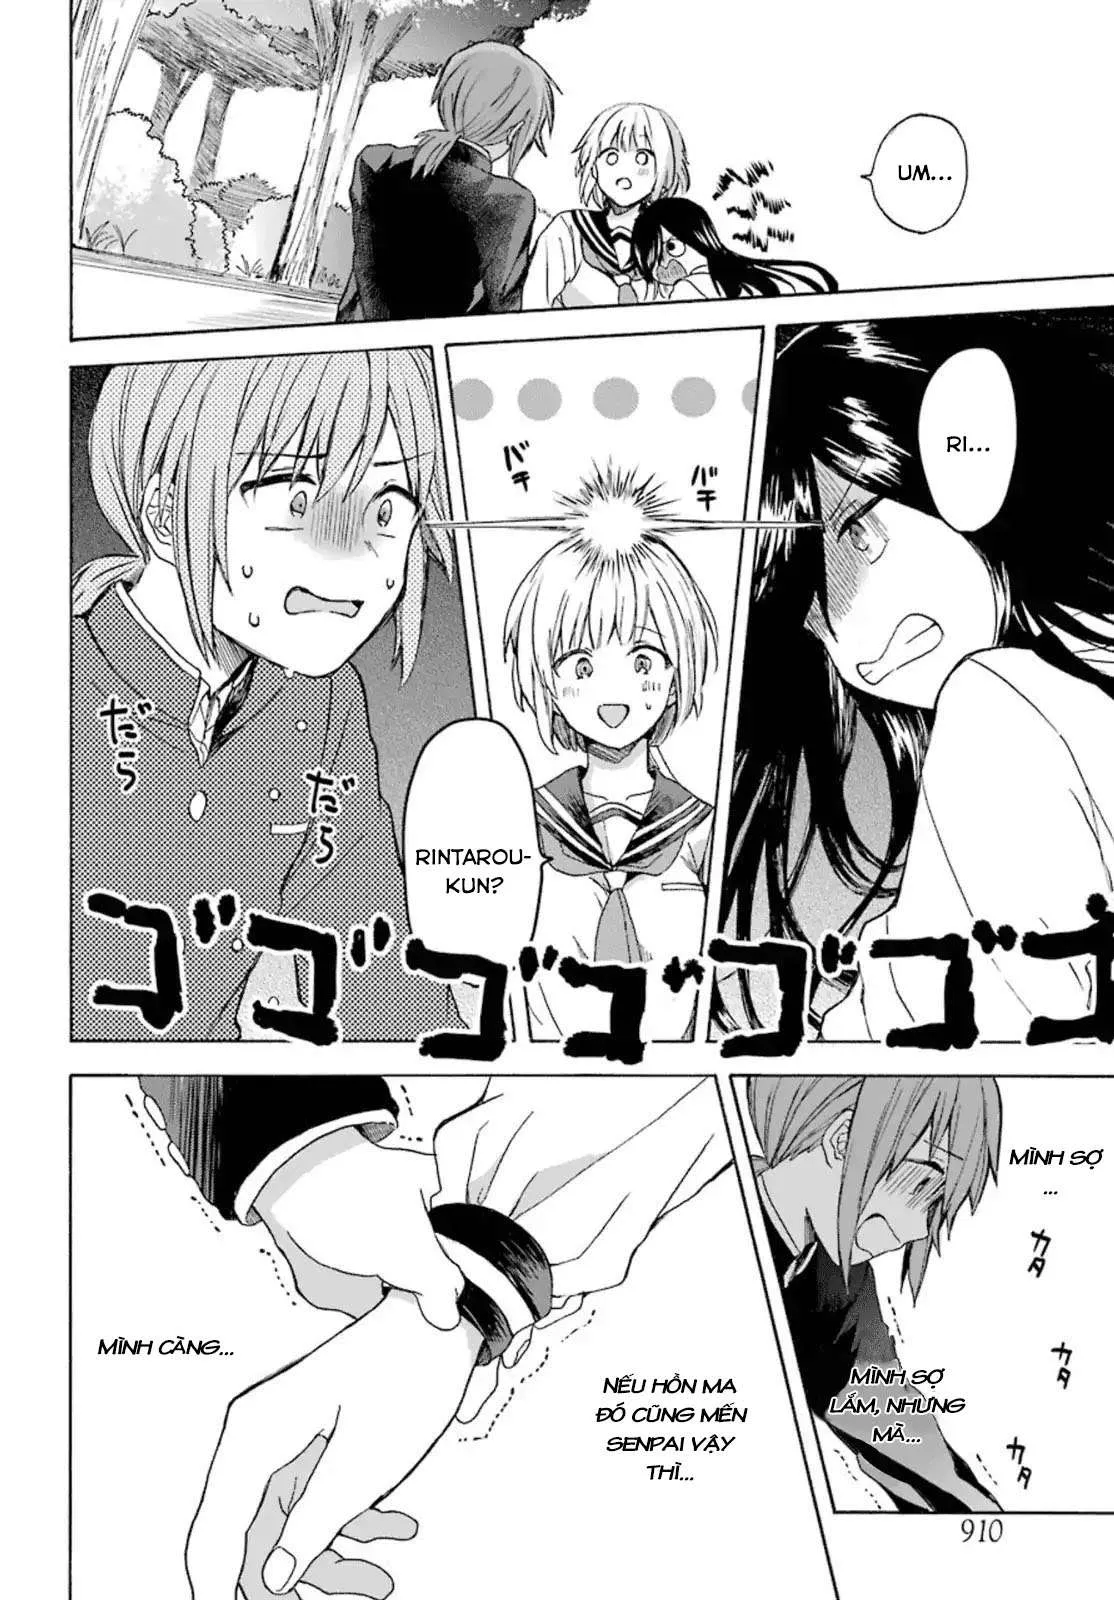 UM...
RI...
バチ
バチ
RINTAROU-
KUN?
だら
だら
ゴゴゴゴゴゴゴ
MÌNH SỢ
...
カタ
カタ
カタ
MÌNH SỢ
LẮM, NHƯNG
MÀ...
NẾU HỒN MA
ĐÓ CŨNG MẾN
SENPAI VẬY
THÌ...
MÌNH CÀNG...
910